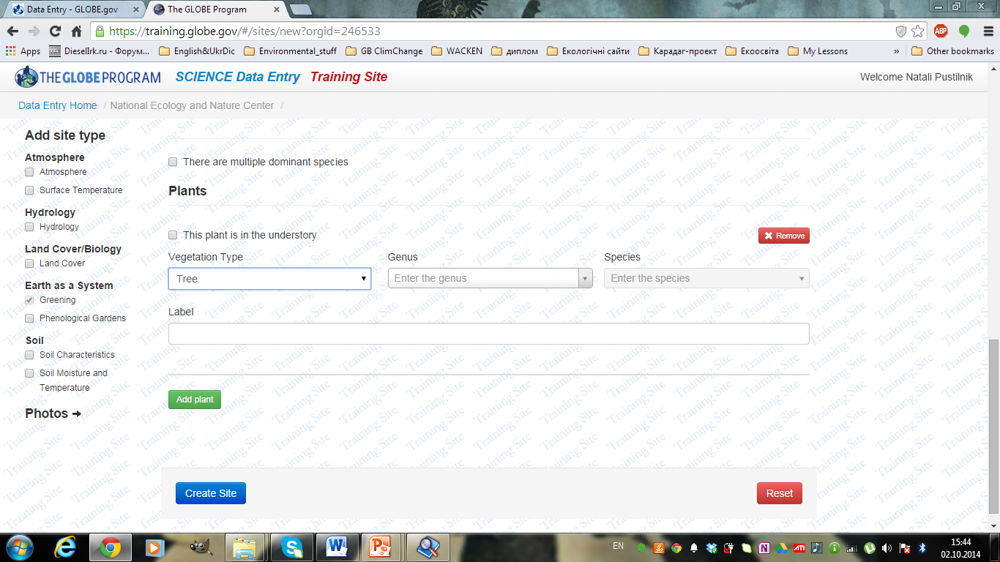 Data Entry - GLOBE.gov
The GLOBE Program
https://training.globe.gov/#/sites/new?orgid=246533
ABP
Apps
DieselIrk.ru - Форум...
English&UkrDic
Environmental_stuff
GB ClimChange
WACKEN
диплом
Екологічні сайти
Карадаг-проект
Екоосвіта
My Lessons
»
Other bookmarks
THE GLOBE PROGRAM
SCIENCE Data Entry
Training Site
Welcome Natali Pustilnik
Data Entry Home / National Ecology and Nature Center /
Add site type
Atmosphere
Atmosphere
Surface Temperature
Hydrology
Hydrology
Land Cover/Biology
Land Cover
Earth as a System
Greening
Phenological Gardens
Soil
Soil Characteristics
Soil Moisture and
Temperature
Photos
There are multiple dominant species
Plants
This plant is in the understory
Remove
Vegetation Type
Genus
Species
Tree
Enter the genus
Enter the species
Label
Add plant
Create Site
Reset
Training Site
EN
ATI
15:44
02.10.2014